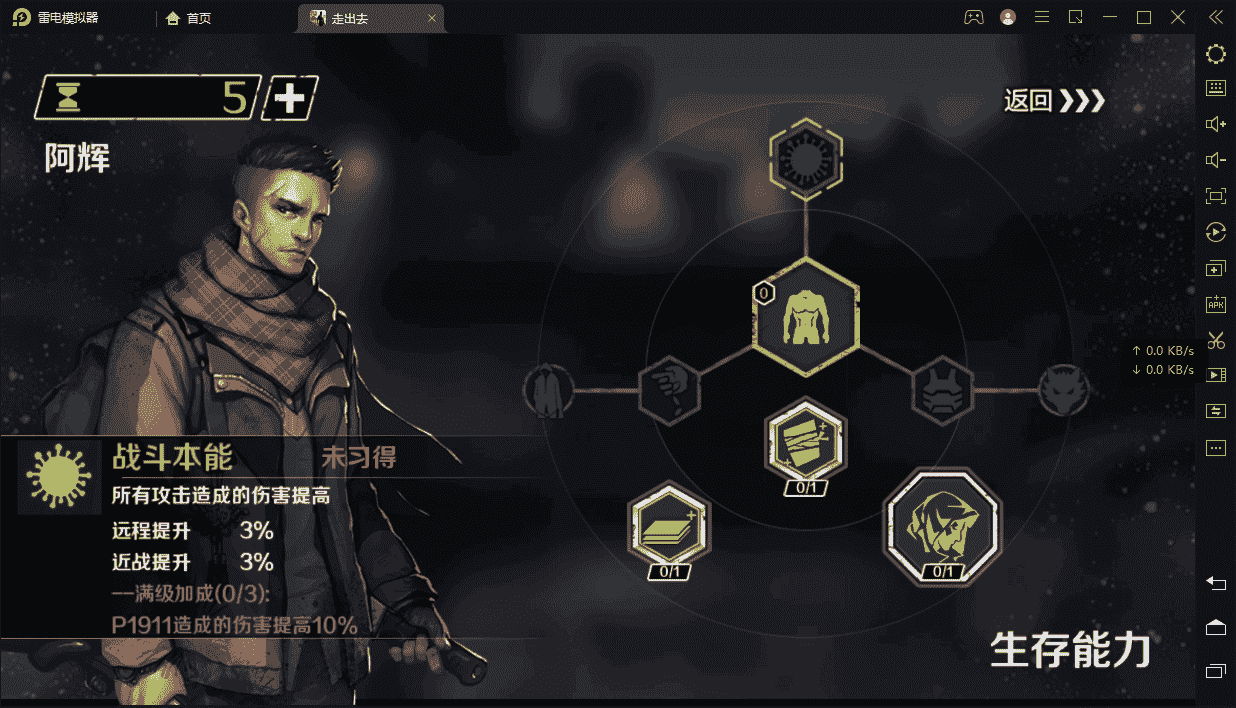 雷电模拟器
首页
走出去
5
返回
阿辉
0
↑ 0.0 KB/s
↓ 0.0 KB/s
APK
战斗本能 未习得
所有攻击造成的伤害提高
远程提升 3%
近战提升 3%
一满级加成(0/3):
P1911造成的伤害提高10%
0/1
0/1
0/1
生存能力